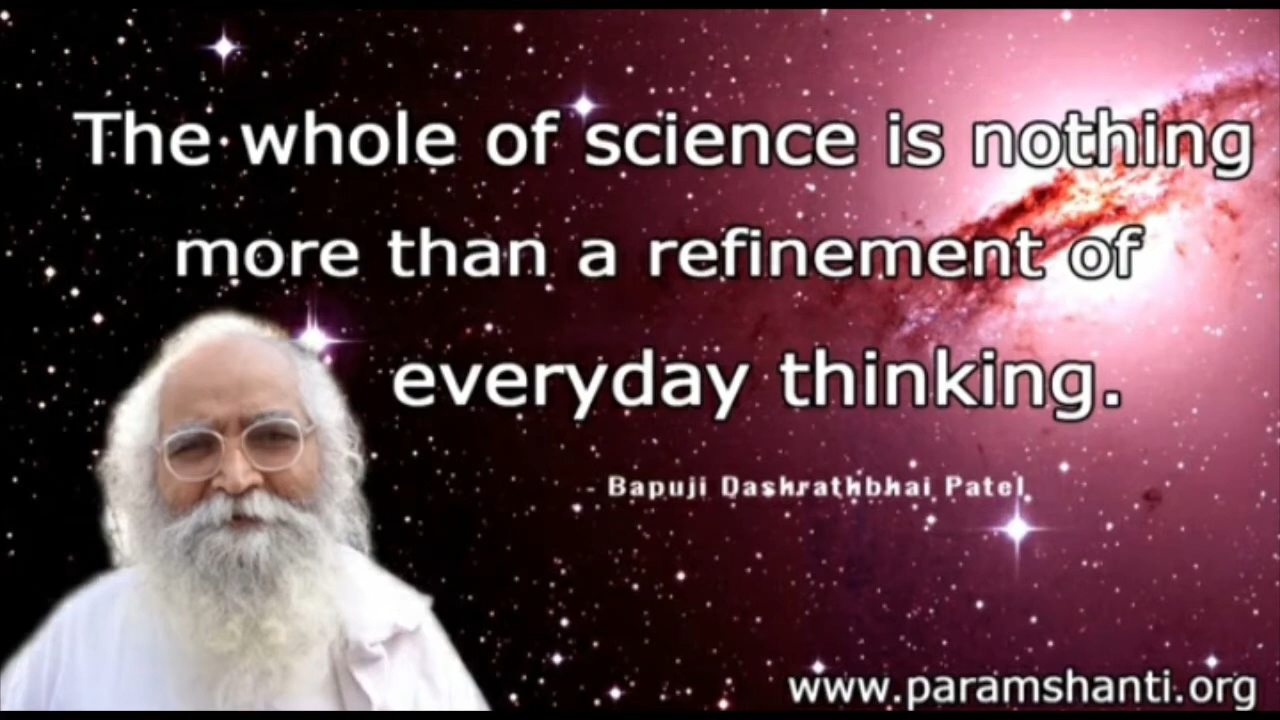 The whole of science is nothing
more than a refinement of
everyday thinking.
- Bapuji Dashrathbhai Patel
www.paramshanti.org